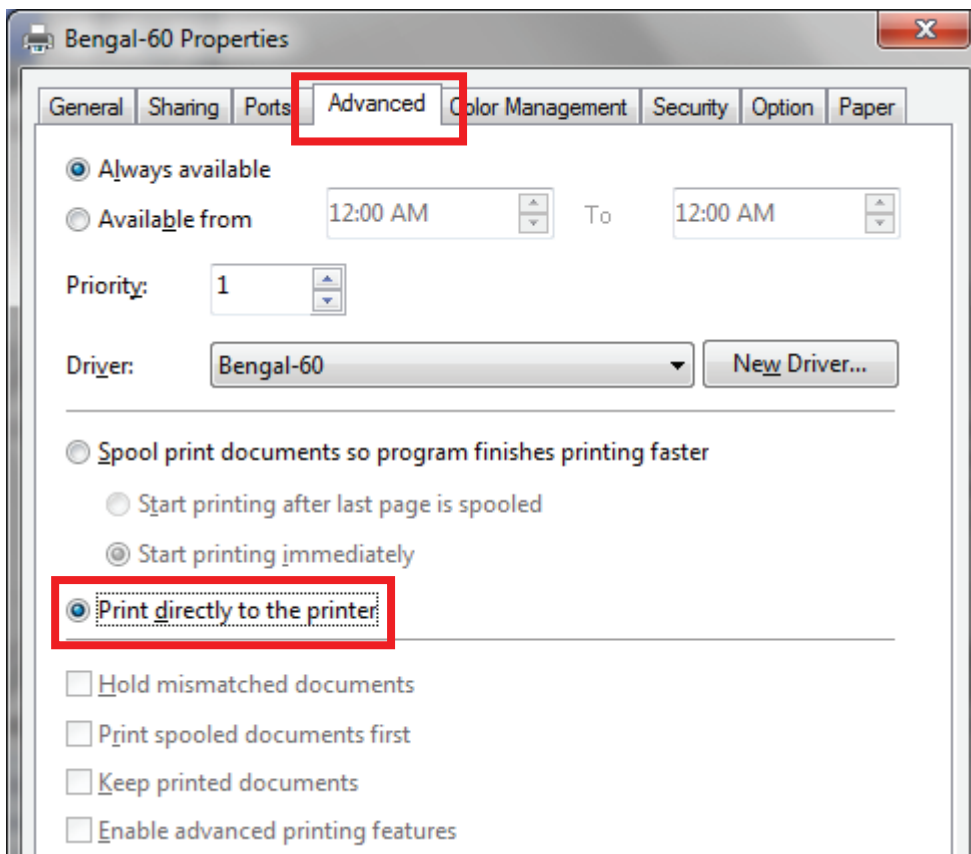 Bengal-60 Properties
General Sharing Ports Advanced Color Management Security Option Paper
Always available
Available from 12:00 AM To 12:00 AM
Priority: 1
Driver: Bengal-60 New Driver...
Spool print documents so program finishes printing faster
Start printing after last page is spooled
Start printing immediately
Print directly to the printer
Hold mismatched documents
Print spooled documents first
Keep printed documents
Enable advanced printing features